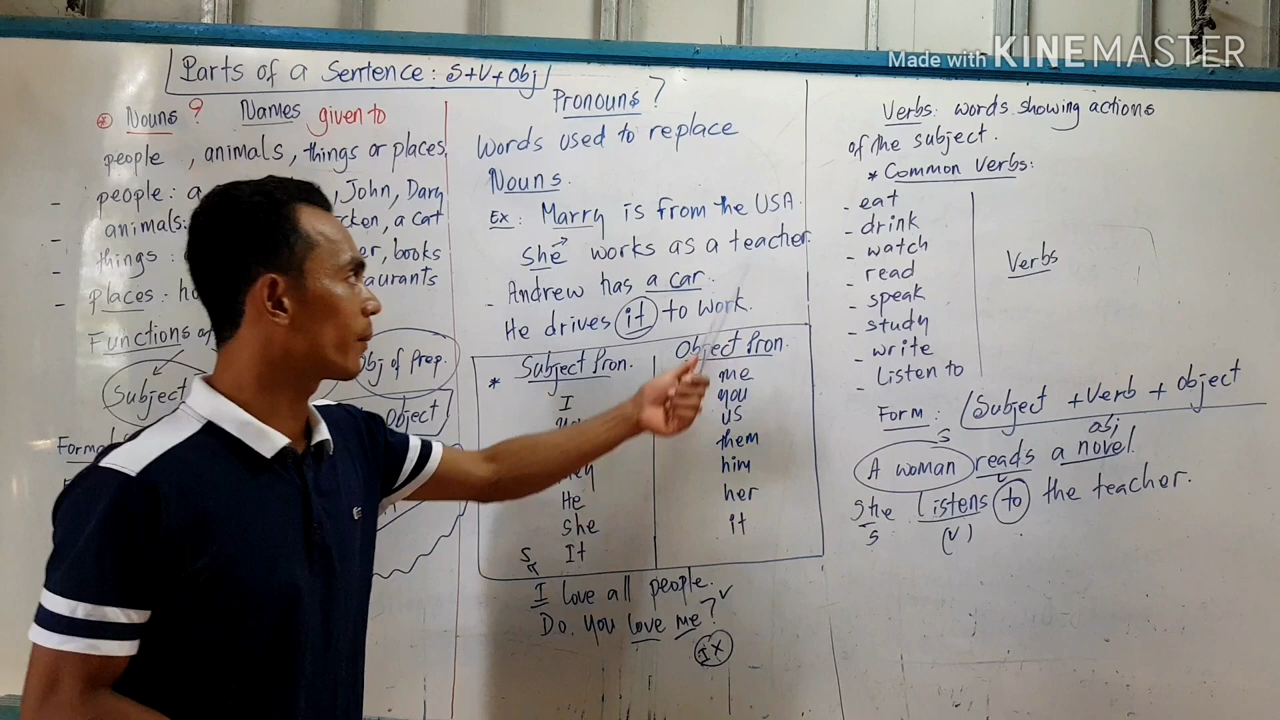 Made with KINEMASTER
Parts of a Sentence: S+V+Obj
Nouns? Names given to
people, animals, things or places
- people: a John, Dary
- animals: a cat
- things: books
- places:
Functions
Subject
Obj of Prep.
Object
Form
Pronouns?
Words used to replace
Nouns.
Ex: Marry is from the USA.
She works as a teacher.
- Andrew has a car.
He drives it to work.
* Subject Pron. Object Pron.
I me
you
us
them
him
He her
She it
It
S
I love all people.
Do you love me? ✓
I X
Verbs: words showing actions
of the subject.
* Common Verbs:
- eat
- drink
- watch
- read
- speak
- study
- write
- Listen to
Verbs
Form: Subject + Verb + Object
S
A woman reads a novel.
She listens to the teacher.
S (V)